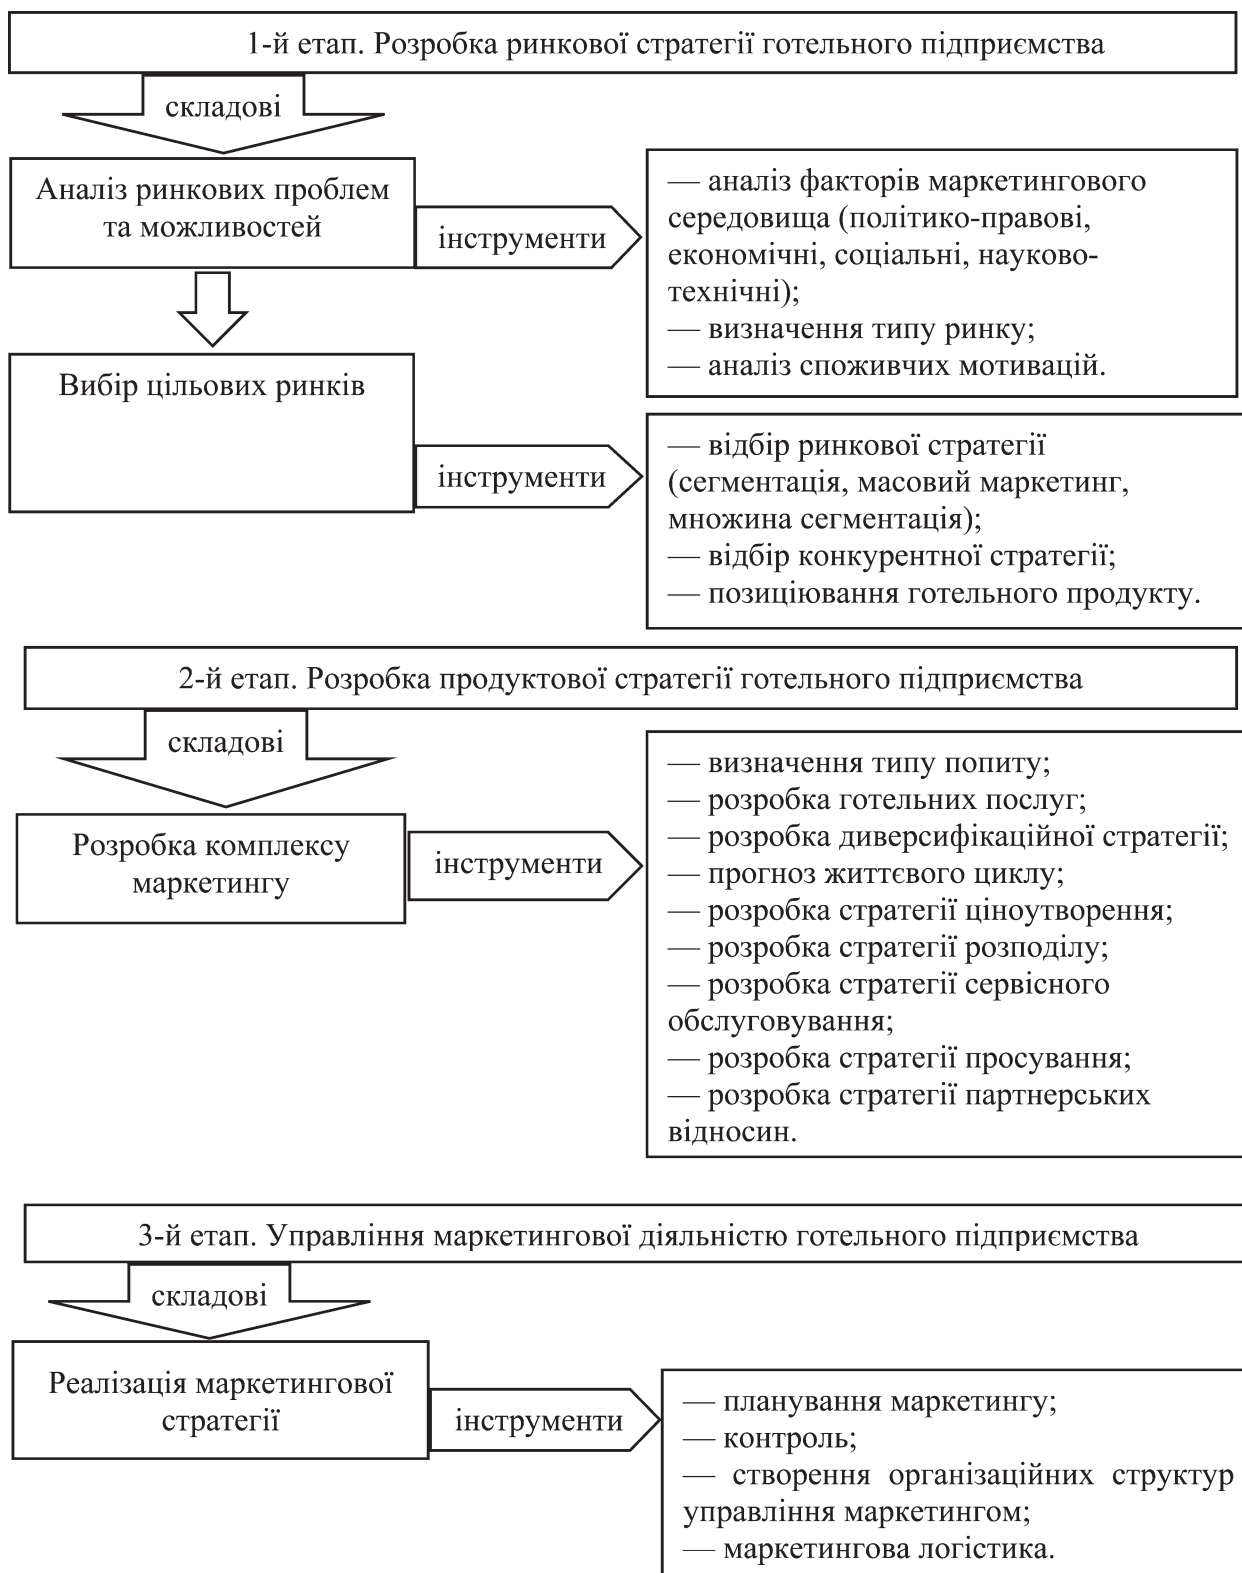 1-й етап. Розробка ринкової стратегії готельного підприємства
складові
Аналіз ринкових проблем
та можливостей
інструменти
— аналіз факторів маркетингового
середовища (політико-правові,
економічні, соціальні, науково-
технічні);
— визначення типу ринку;
— аналіз споживчих мотивацій.
Вибір цільових ринків
інструменти
— відбір ринкової стратегії
(сегментація, масовий маркетинг,
множина сегментація);
— відбір конкурентної стратегії;
— позиціювання готельного продукту.
2-й етап. Розробка продуктової стратегії готельного підприємства
складові
Розробка комплексу
маркетингу
інструменти
— визначення типу попиту;
— розробка готельних послуг;
— розробка диверсифікаційної стратегії;
— прогноз життєвого циклу;
— розробка стратегії ціноутворення;
— розробка стратегії розподілу;
— розробка стратегії сервісного
обслуговування;
— розробка стратегії просування;
— розробка стратегії партнерських
відносин.
3-й етап. Управління маркетингової діяльністю готельного підприємства
складові
Реалізація маркетингової
стратегії
інструменти
— планування маркетингу;
— контроль;
— створення організаційних структур
управління маркетингом;
— маркетингова логістика.